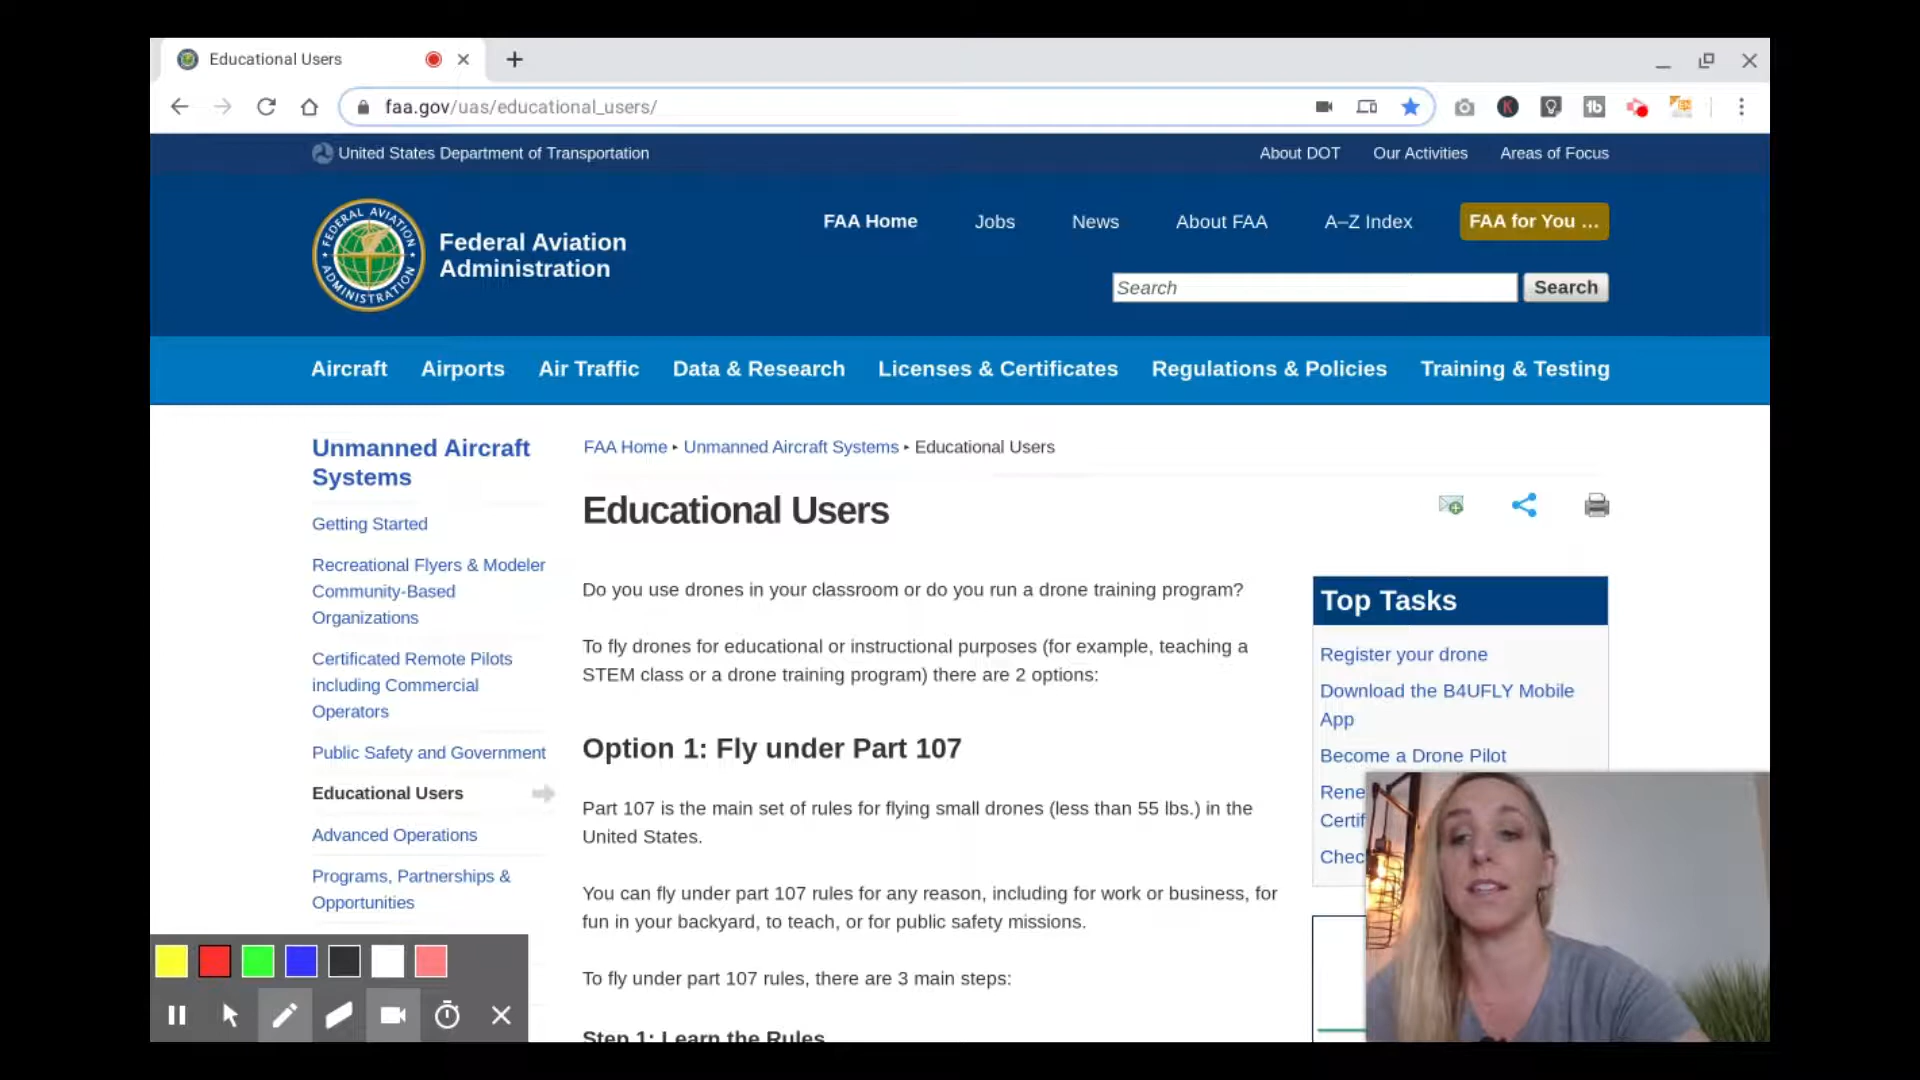 Educational Users
faa.gov/uas/educational_users/
United States Department of Transportation
About DOT
Our Activities
Areas of Focus
FEDERAL AVIATION ADMINISTRATION
Federal Aviation
Administration
FAA Home
Jobs
News
About FAA
A–Z Index
FAA for You ...
Search
Search
Aircraft
Airports
Air Traffic
Data & Research
Licenses & Certificates
Regulations & Policies
Training & Testing
Unmanned Aircraft
Systems
Getting Started
Recreational Flyers & Modeler
Community-Based
Organizations
Certificated Remote Pilots
including Commercial
Operators
Public Safety and Government
Educational Users
Advanced Operations
Programs, Partnerships &
Opportunities
FAA Home ▸ Unmanned Aircraft Systems ▸ Educational Users
Educational Users
Do you use drones in your classroom or do you run a drone training program?
To fly drones for educational or instructional purposes (for example, teaching a
STEM class or a drone training program) there are 2 options:
Option 1: Fly under Part 107
Part 107 is the main set of rules for flying small drones (less than 55 lbs.) in the
United States.
You can fly under part 107 rules for any reason, including for work or business, for
fun in your backyard, to teach, or for public safety missions.
To fly under part 107 rules, there are 3 main steps:
Step 1: Learn the Rules
Top Tasks
Register your drone
Download the B4UFLY Mobile
App
Become a Drone Pilot
Rene
Certif
Chec